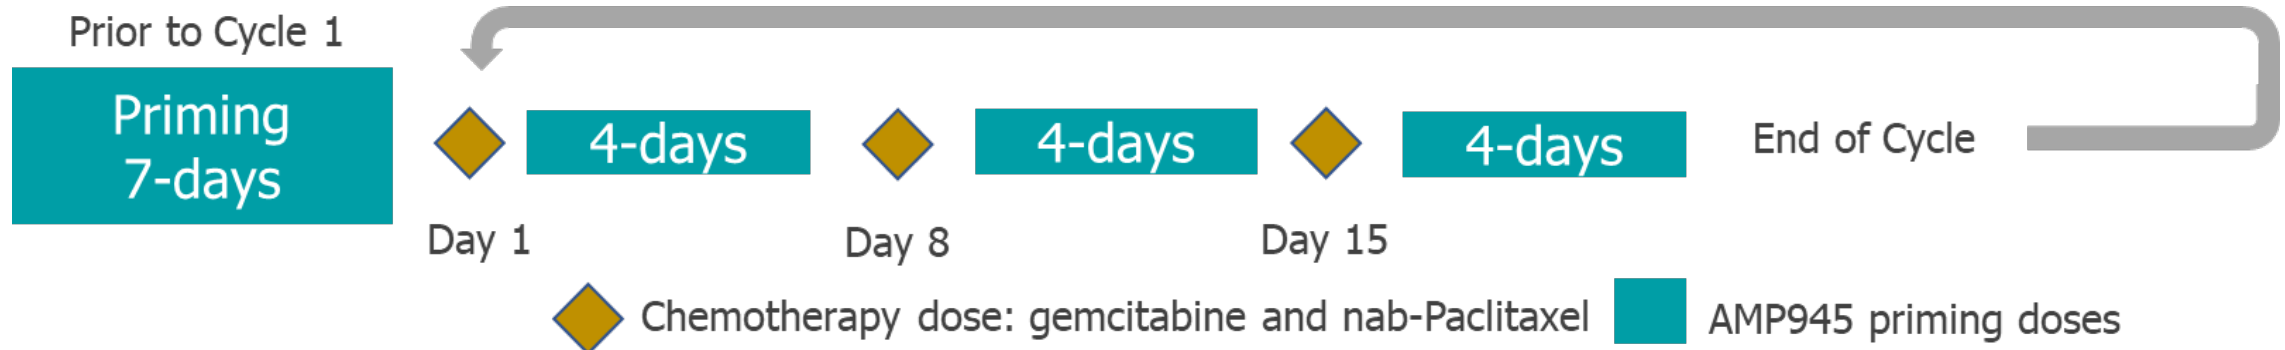 Prior to Cycle 1
Priming
7-days
4-days
4-days
4-days
End of Cycle
Day 1
Day 8
Day 15
Chemotherapy dose: gemcitabine and nab-Paclitaxel
AMP945 priming doses